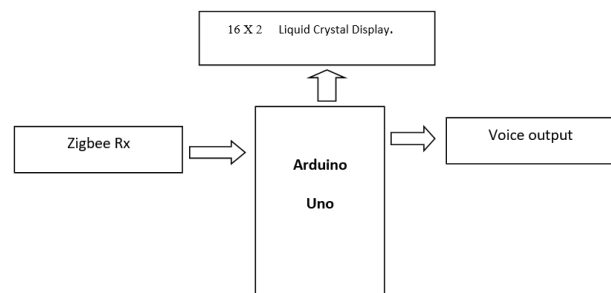 16 X 2 Liquid Crystal Display.
Zigbee Rx
Arduino
Uno
Voice output